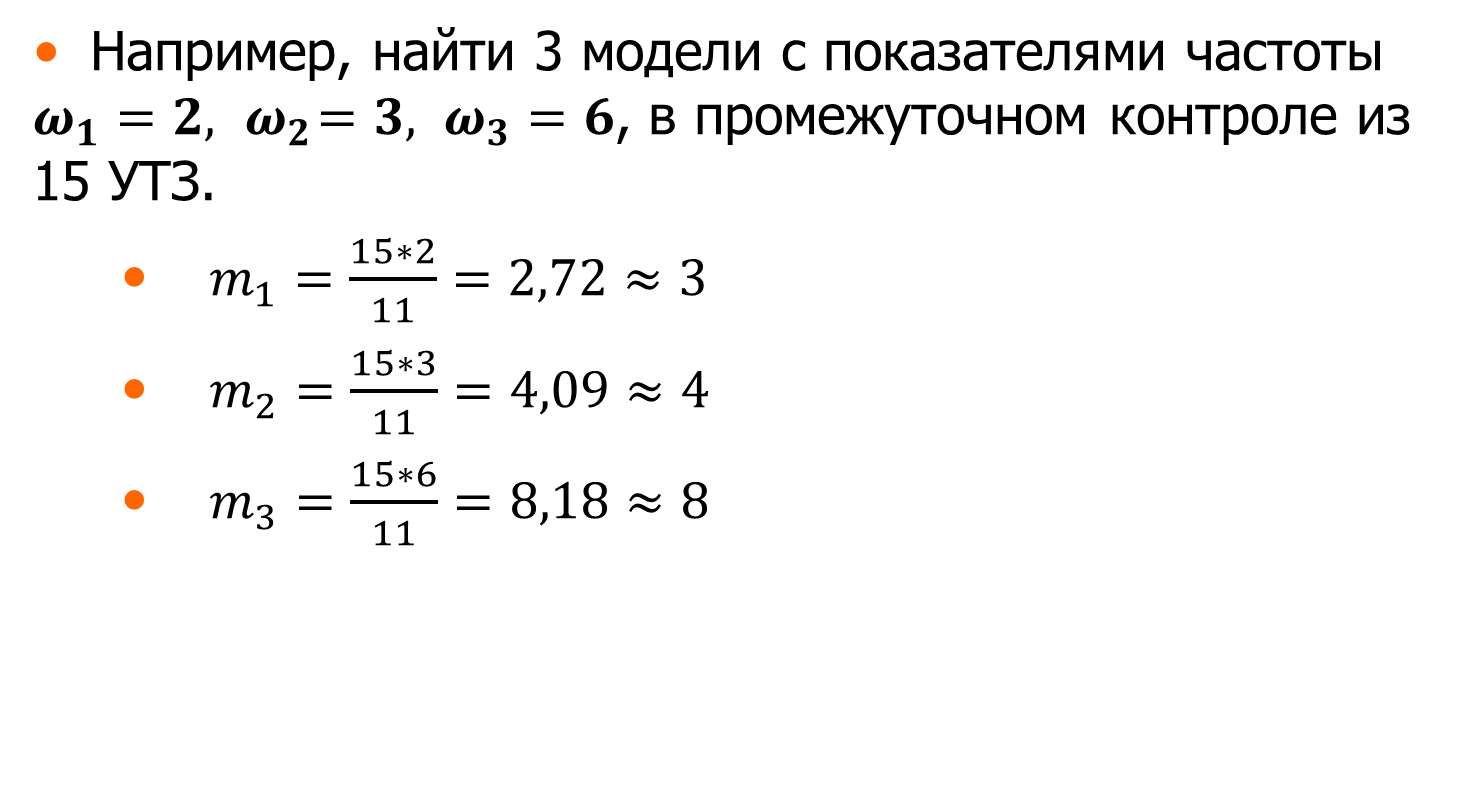 • Например, найти 3 модели с показателями частоты
ω₁ = 2, ω₂ = 3, ω₃ = 6, в промежуточном контроле из
15 УТЗ.
• m₁ = 15*2/11 = 2,72 ≈ 3
• m₂ = 15*3/11 = 4,09 ≈ 4
• m₃ = 15*6/11 = 8,18 ≈ 8